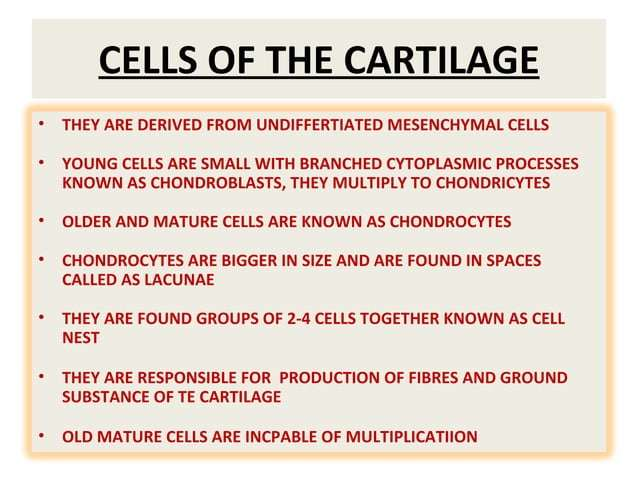 CELLS OF THE CARTILAGE
• THEY ARE DERIVED FROM UNDIFFERTIATED MESENCHYMAL CELLS
• YOUNG CELLS ARE SMALL WITH BRANCHED CYTOPLASMIC PROCESSES
KNOWN AS CHONDROBLASTS, THEY MULTIPLY TO CHONDRICYTES
• OLDER AND MATURE CELLS ARE KNOWN AS CHONDROCYTES
• CHONDROCYTES ARE BIGGER IN SIZE AND ARE FOUND IN SPACES
CALLED AS LACUNAE
• THEY ARE FOUND GROUPS OF 2-4 CELLS TOGETHER KNOWN AS CELL
NEST
• THEY ARE RESPONSIBLE FOR  PRODUCTION OF FIBRES AND GROUND
SUBSTANCE OF TE CARTILAGE
• OLD MATURE CELLS ARE INCPABLE OF MULTIPLICATIION